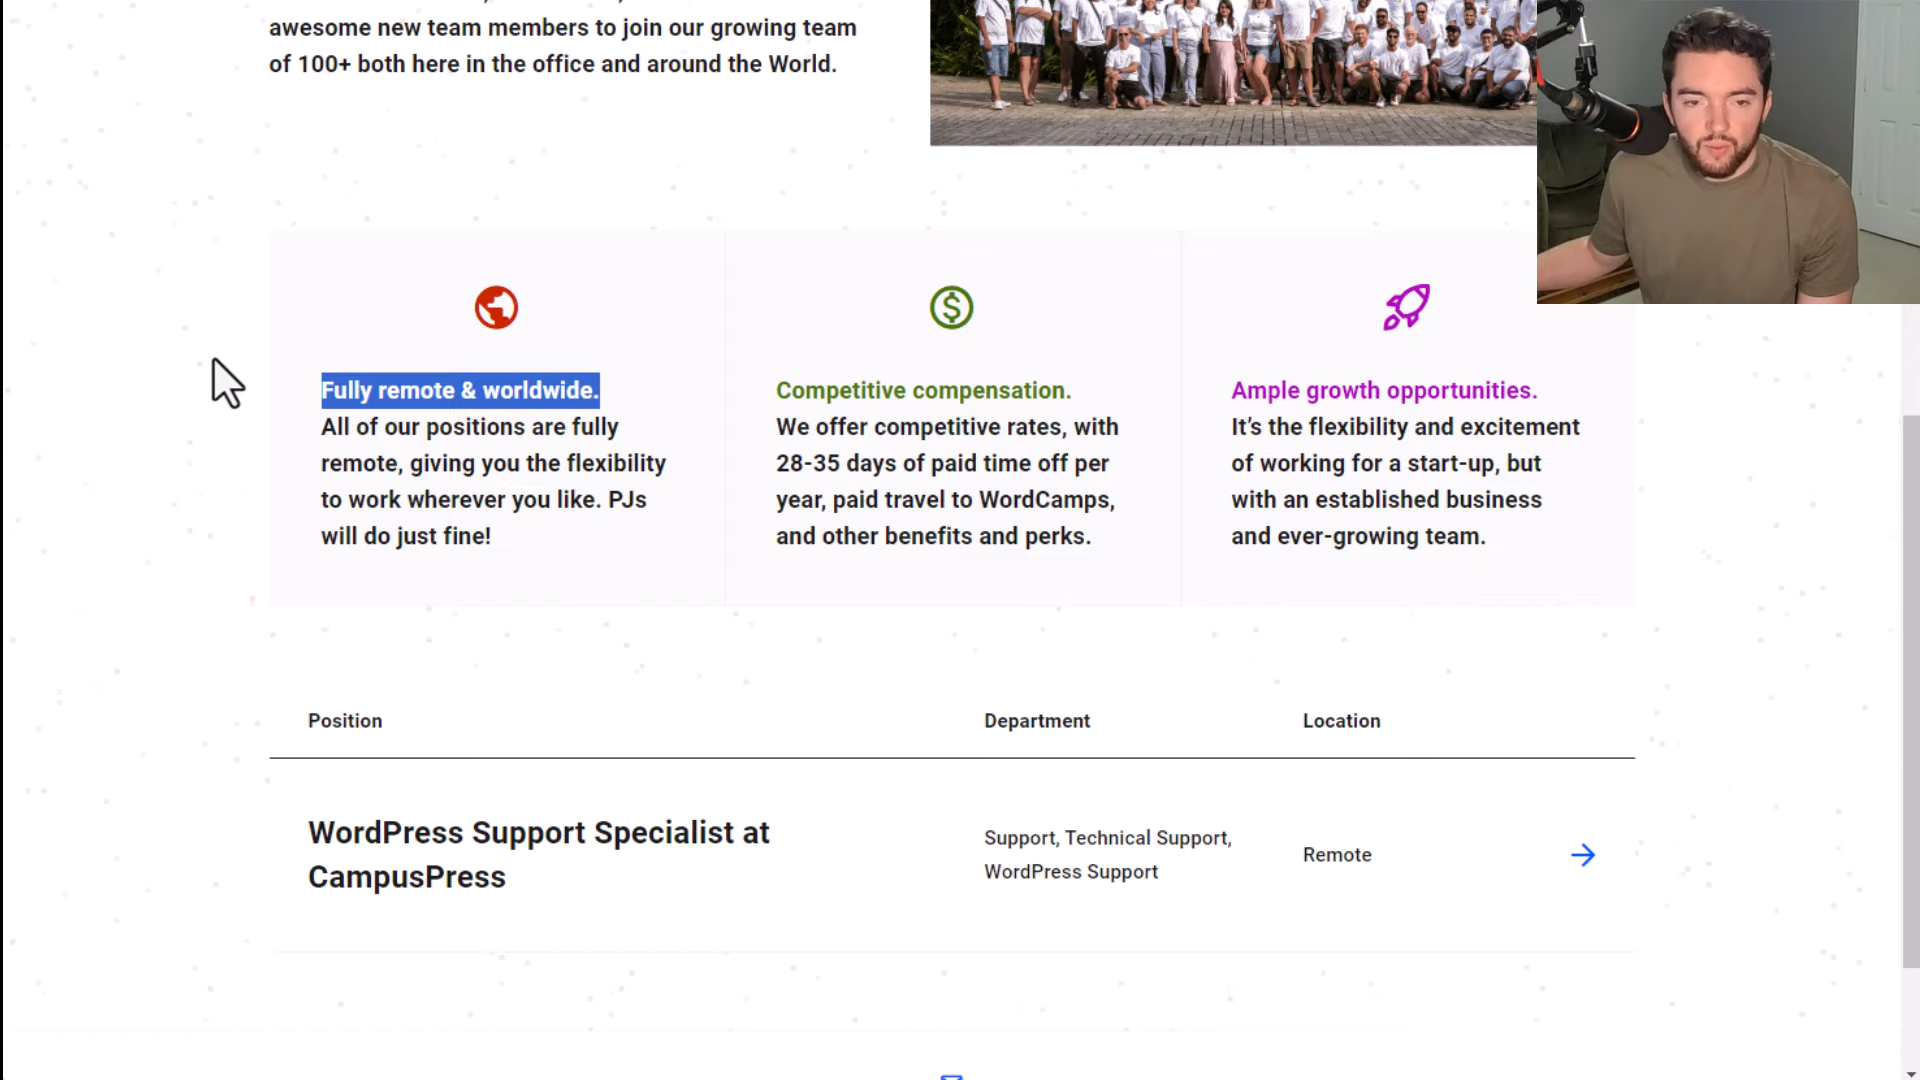 awesome new team members to join our growing team
of 100+ both here in the office and around the World.
Fully remote & worldwide.
All of our positions are fully
remote, giving you the flexibility
to work wherever you like. PJs
will do just fine!
Competitive compensation.
We offer competitive rates, with
28-35 days of paid time off per
year, paid travel to WordCamps,
and other benefits and perks.
Ample growth opportunities.
It’s the flexibility and excitement
of working for a start-up, but
with an established business
and ever-growing team.
Position
Department
Location
WordPress Support Specialist at
CampusPress
Support, Technical Support,
WordPress Support
Remote